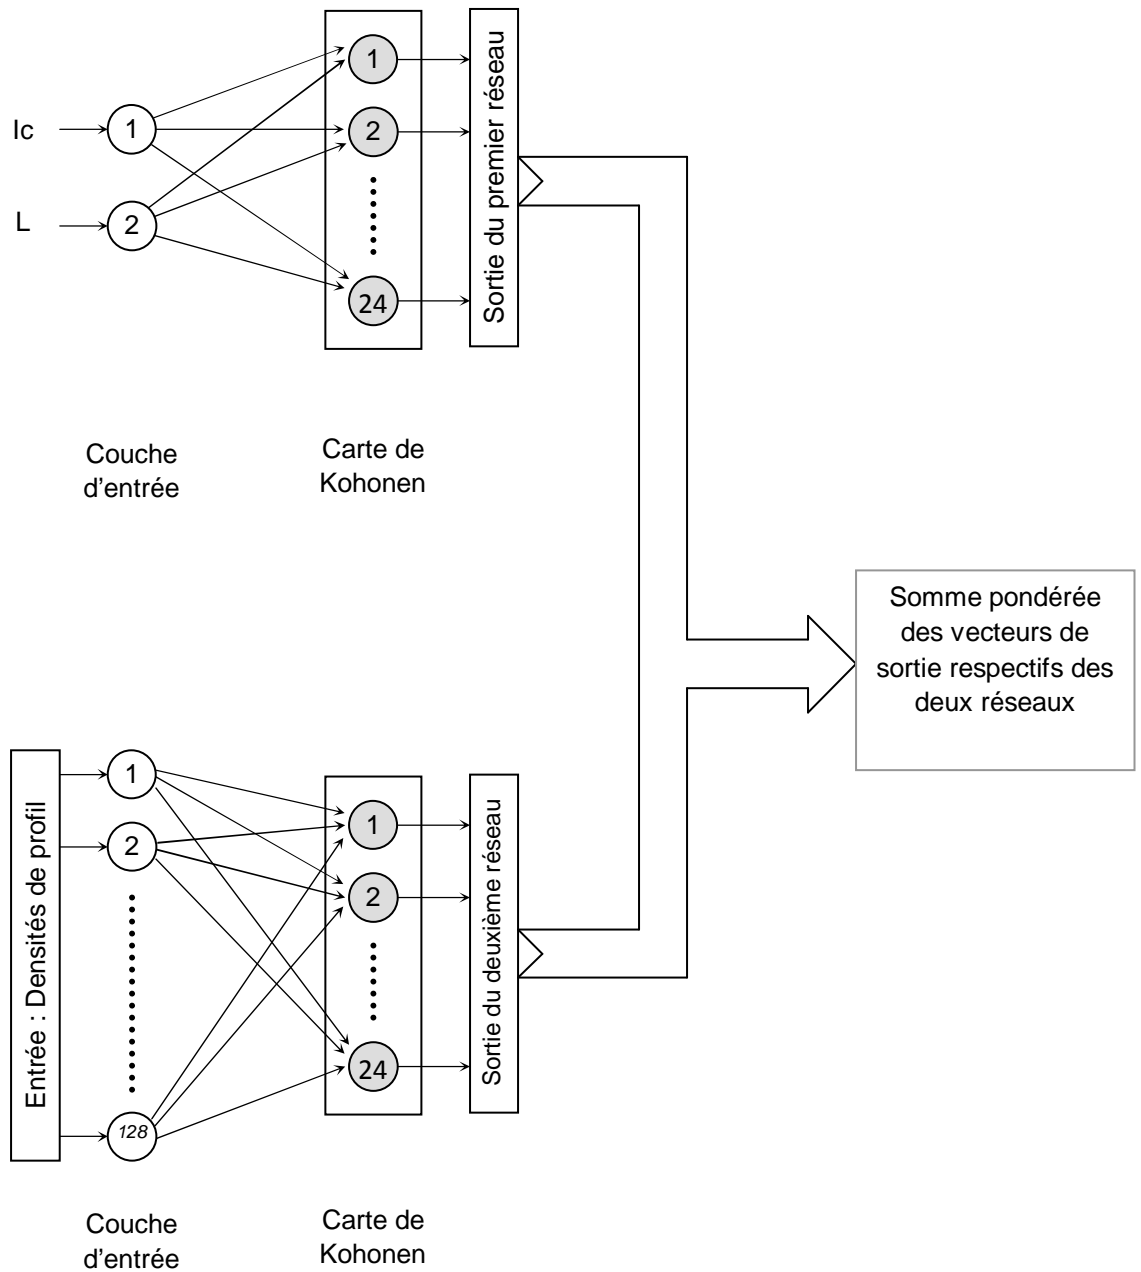 Ic
L
1
2
1
2
24
Sortie du premier réseau
Couche
d'entrée
Carte de
Kohonen
Somme pondérée
des vecteurs de
sortie respectifs des
deux réseaux
Entrée : Densités de profil
1
2
128
1
2
24
Sortie du deuxième réseau
Couche
d'entrée
Carte de
Kohonen